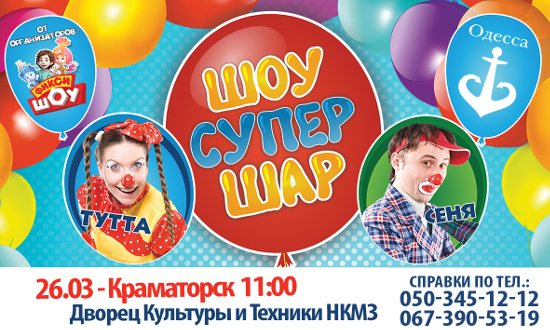 ОТ ОРГАНИЗАТОРОВ
ФИКСИ
ШОУ
Одесса
ШОУ
СУПЕР
ШАР
ТУТТА
СЕНЯ
26.03 - Краматорск 11:00
Дворец Культуры и Техники НКМЗ
СПРАВКИ ПО ТЕЛ.:
050-345-12-12
067-390-53-19